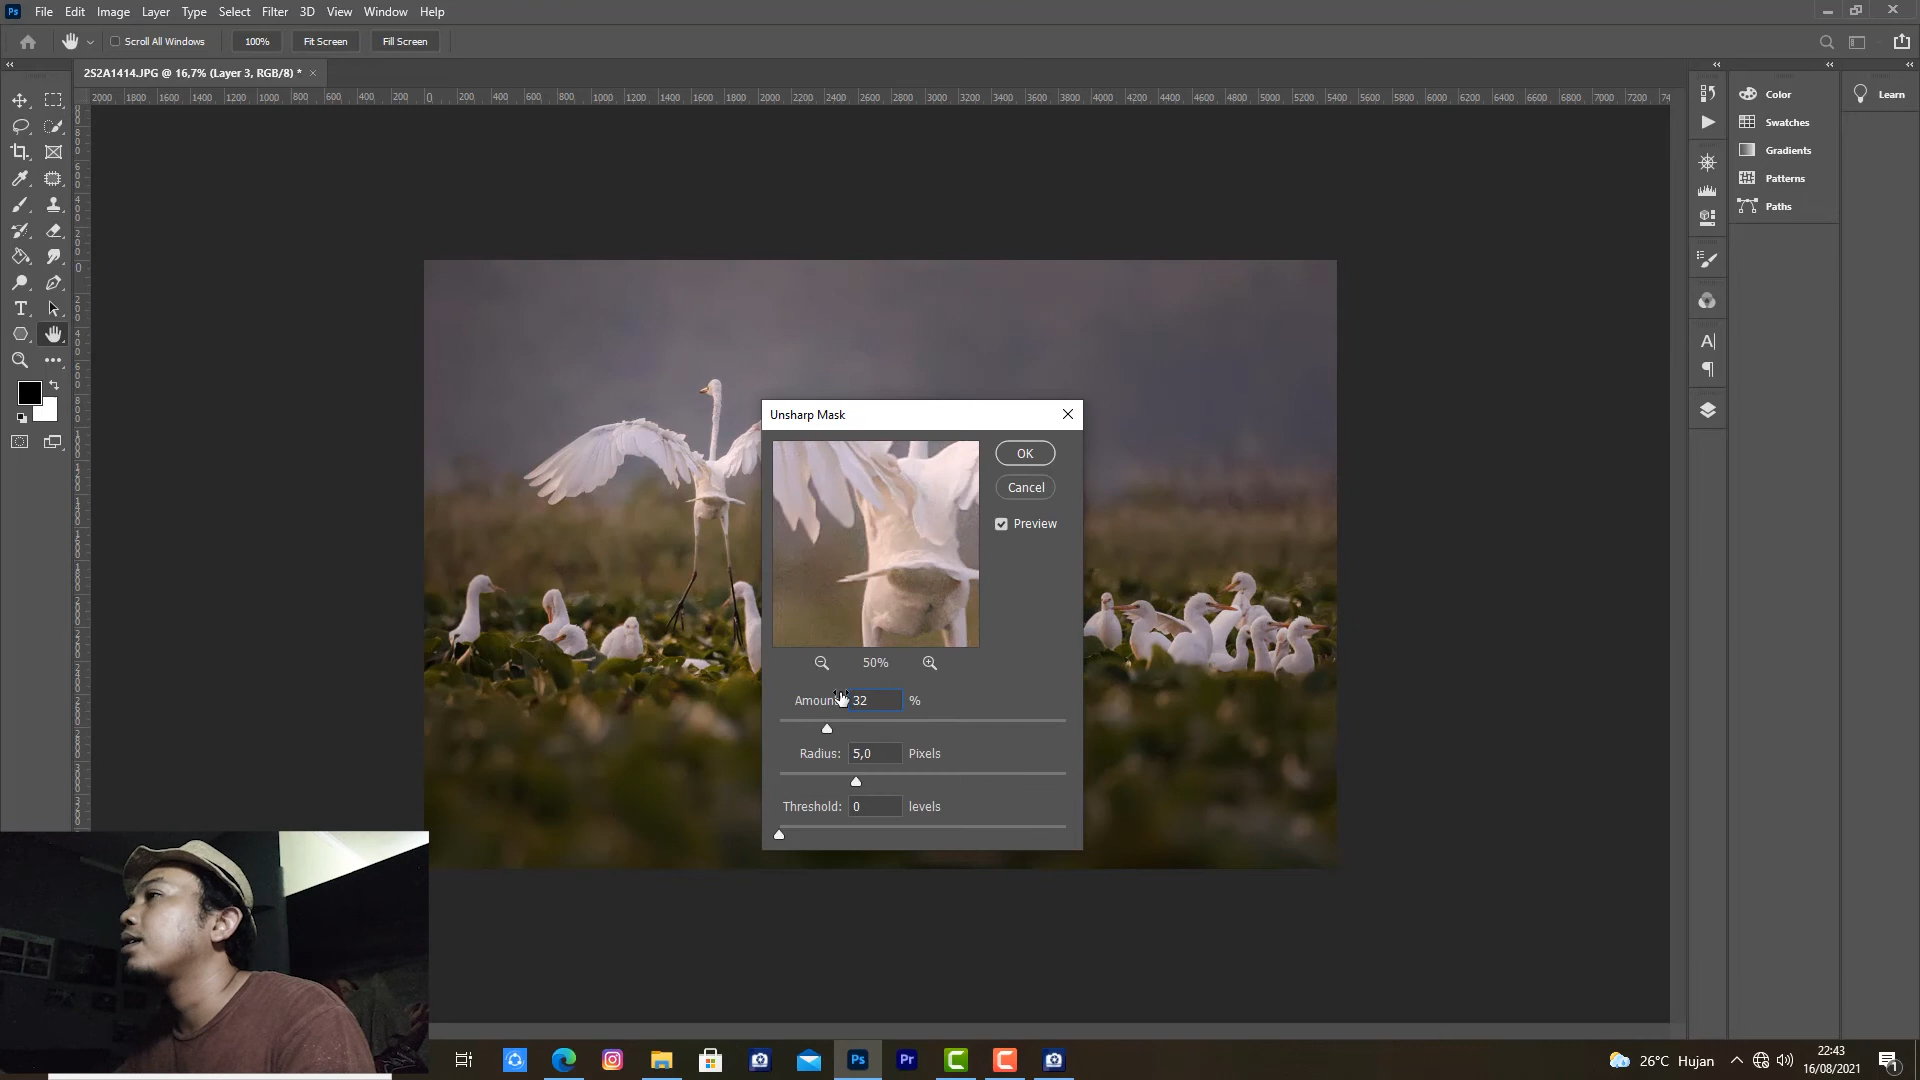 Ps File Edit Image Layer Type Select Filter 3D View Window Help
Scroll All Windows 100% Fit Screen Fill Screen
2S2A1414.JPG @ 16,7% (Layer 3, RGB/8) * ×
2000 1800 1600 1400 1200 1000 800 600 400 200 0 200 400 600 800 1000 1200 1400 1600 1800 2000 2200 2400 2600 2800 3000 3200 3400 3600 3800 4000 4200 4400 4600 4800 5000 5200 5400 5600 5800 6000 6200 6400 6600 6800 7000 7200
Color
Swatches
Gradients
Patterns
Paths
Learn
Unsharp Mask
OK
Cancel
Preview
50%
Amount: 32 %
Radius: 5,0 Pixels
Threshold: 0 levels
Ps Pr
26°C Hujan
22:43
16/08/2021
1